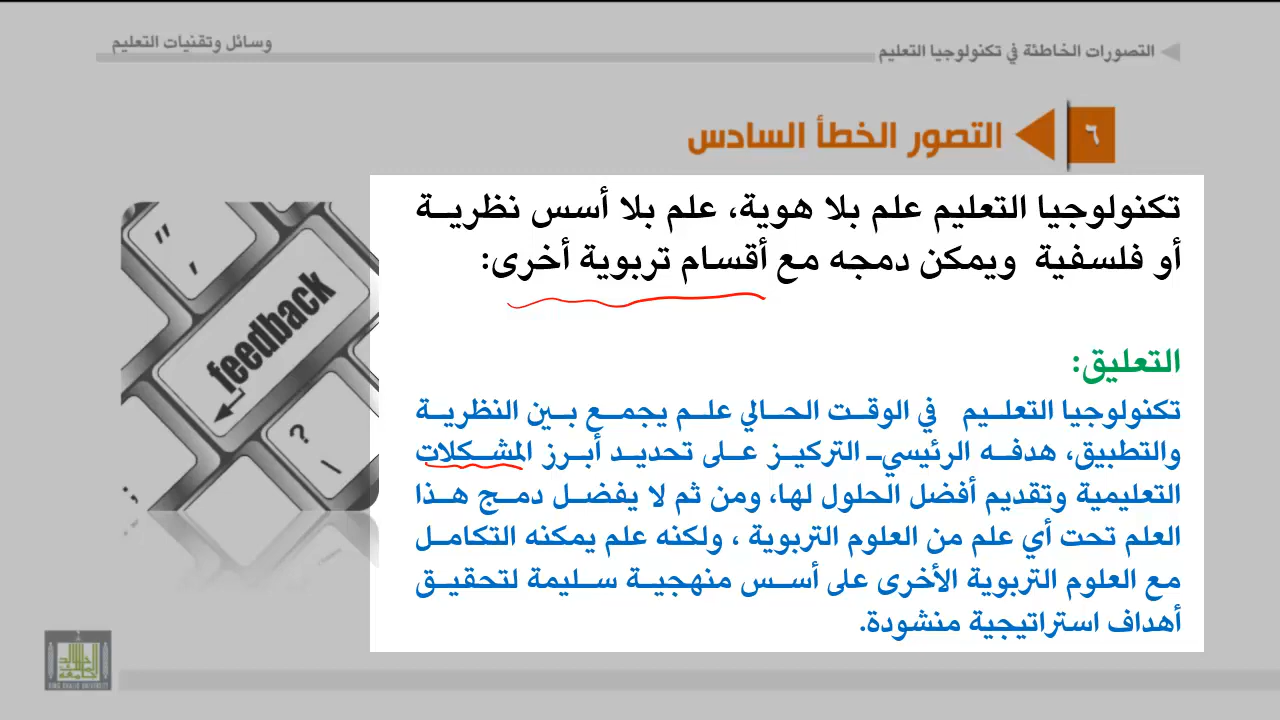 وسائل وتقنيات التعليم
التصورات الخاطئة في تكنولوجيا التعليم
٦
التصور الخطأ السادس
تكنولوجيا التعليم علم بلا هوية، علم بلا أسس نظرية
أو فلسفية ويمكن دمجه مع أقسام تربوية أخرى:
التعليق:
تكنولوجيا التعليم في الوقت الحالي علم يجمع بين النظرية
والتطبيق، هدفه الرئيسي التركيز على تحديد أبرز المشكلات
التعليمية وتقديم أفضل الحلول لها، ومن ثم لا يفضل دمج هذا
العلم تحت أي علم من العلوم التربوية ، ولكنه علم يمكنه التكامل
مع العلوم التربوية الأخرى على أسس منهجية سليمة لتحقيق
أهداف استراتيجية منشودة.
"
,
feedback
?
/
;
KING KHALID UNIVERSITY